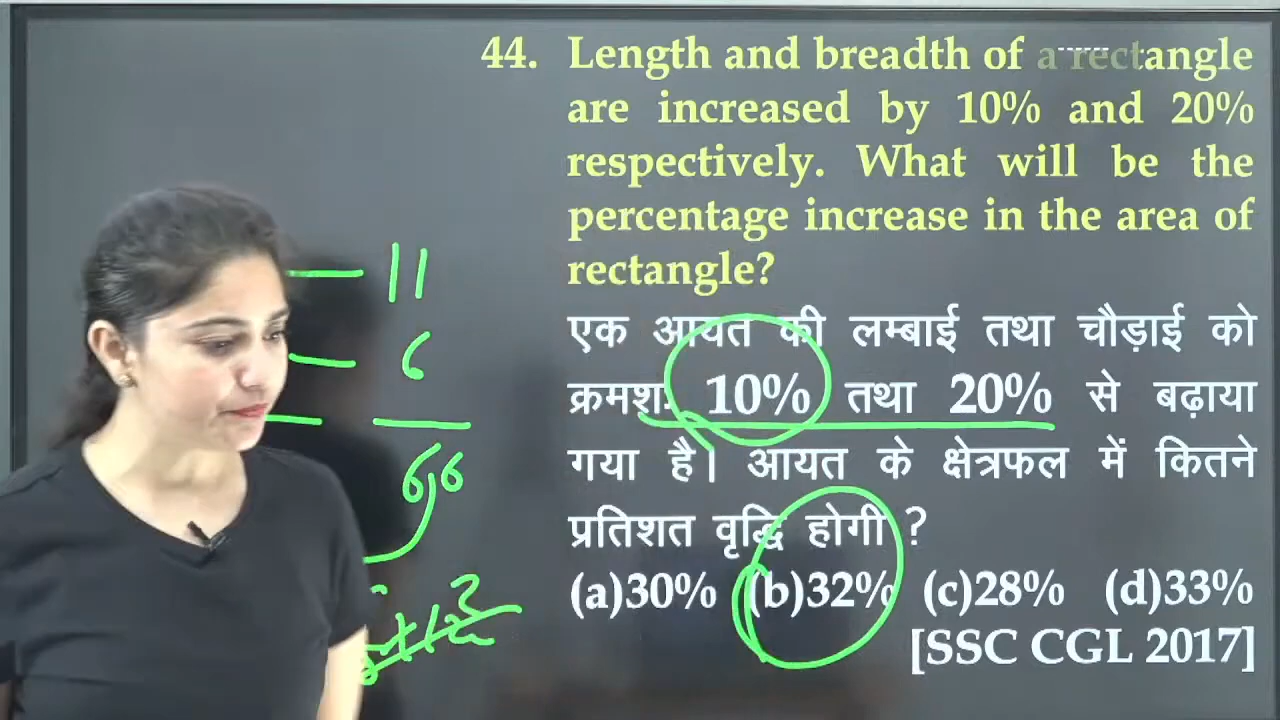 44. Length and breadth of a rectangle
are increased by 10% and 20%
respectively. What will be the
percentage increase in the area of
rectangle?
एक आयत की लम्बाई तथा चौड़ाई को
क्रमशः 10% तथा 20% से बढ़ाया
गया है। आयत के क्षेत्रफल में कितने
प्रतिशत वृद्धि होगी ?
(a)30% (b)32% (c)28% (d)33%
[SSC CGL 2017]
11
6
66